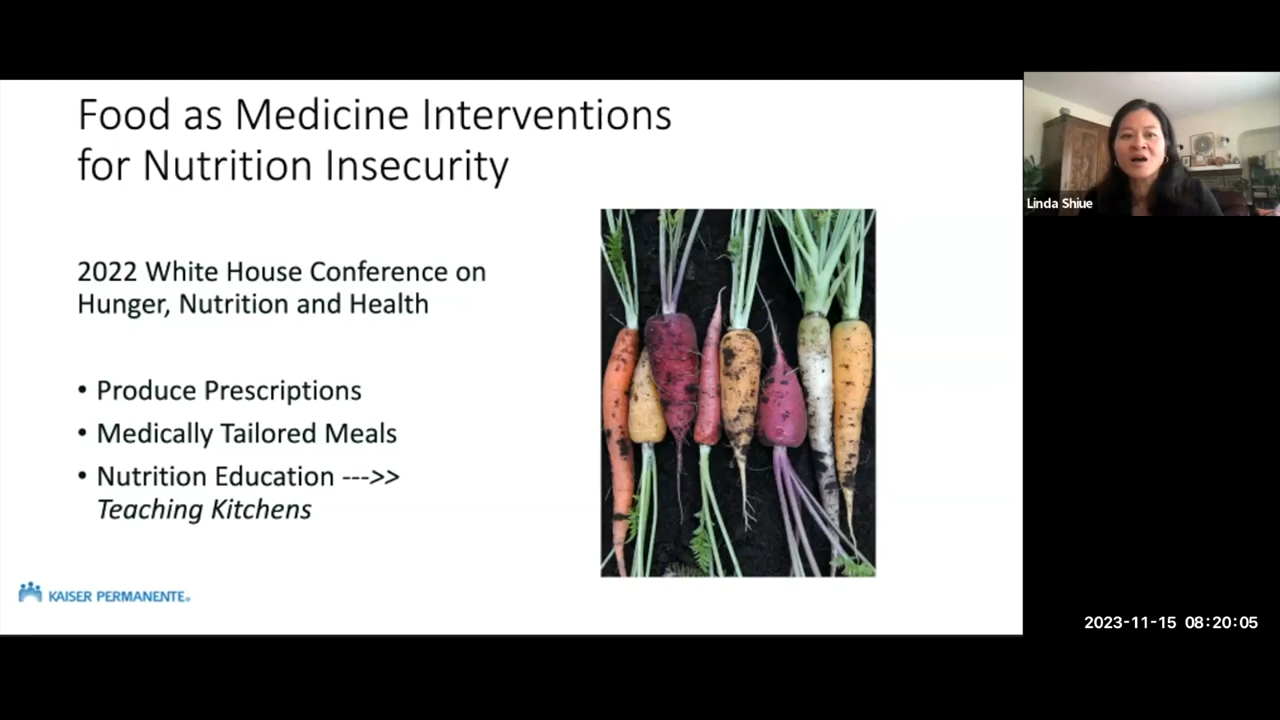 Food as Medicine Interventions
for Nutrition Insecurity
2022 White House Conference on
Hunger, Nutrition and Health
• Produce Prescriptions
• Medically Tailored Meals
• Nutrition Education --->>
Teaching Kitchens
KAISER PERMANENTE®
Linda Shiue
2023-11-15 08:20:05